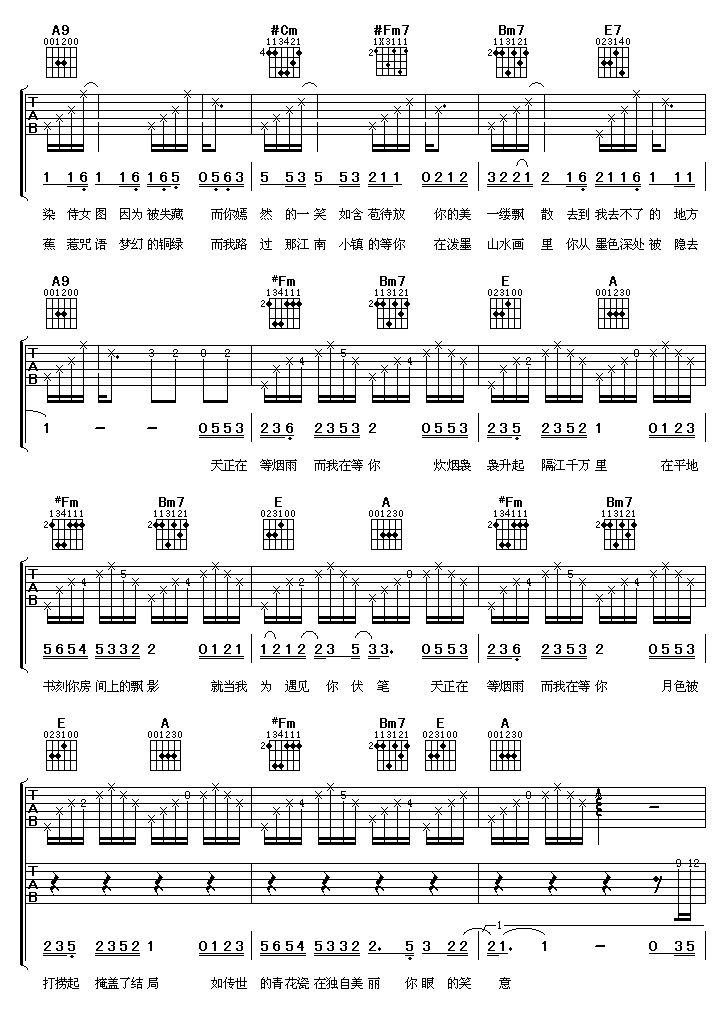 A9 #Cm #Fm7 Bm7 E7
001200 113421 1X3111 113121 023140
4 2 2
T
A
B
1 16 16 165 0563 5 53 53 5 53 21 1 0212 3221 216 2116 1 11
染 侍女图 因为被失藏 而你嫣 然 的一 笑 如含 苞待放 你的美 一缕飘 散 去到 我去不了 的 地方
蕉 惹咒语 梦幻的铜绿 而我路 过 那江 南 小镇 的等你 在泼墨 山水画 里 你从 墨色深处 被 隐去
A9 #Fm Bm7 E A
001200 134111 113121 023100 001230
2 2
T
A
B
3 2 0 2 4 5 4 2 0
1 - - 0553 236 2353 2 0553 235 2352 1 0123
天正在 等烟雨 而我在等 你 炊烟袅 袅升起 隔江千万 里 在平地
#Fm Bm7 E A #Fm Bm7
134111 113121 023100 001230 134111 113121
2 2 2 2
T
A
B
4 5 4 2 0 4 5 4
5654 5332 2 0121 1212 23 5 33. 0553 236 2353 2 0553
书刻你房 间上的飘 影 就当我 为 遇见 你 伏 笔 天正在 等烟雨 而我在等 你 月色被
E A #Fm Bm7 E A
023100 001230 134111 113121 023100 001230
2 2
T
A
B
2 0 4 5 4 0 -
T
A
B
9 12
1
235 2352 1 0123 5654 5352 2. 5 3 22 21. 1 - 0 35
打捞起 掩盖了结 局 如传世 的青花瓷 在独自美 丽 你 眼 的笑 意